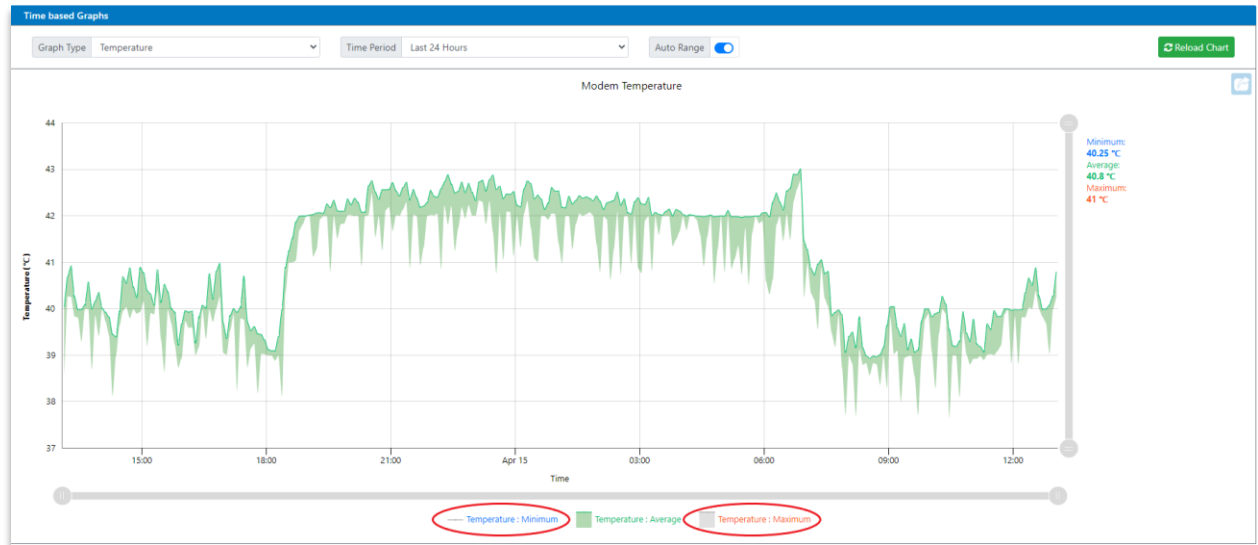 Time based Graphs
Graph Type Temperature Time Period Last 24 Hours Auto Range Reload Chart
Modem Temperature
Minimum:
40.25 °C
Average:
40.8 °C
Maximum:
41 °C
44
43
42
41
40
39
38
37
Temperature (°C)
15:00 18:00 21:00 Apr 15 03:00 06:00 09:00 12:00
Time
Temperature : Minimum Temperature : Average Temperature : Maximum